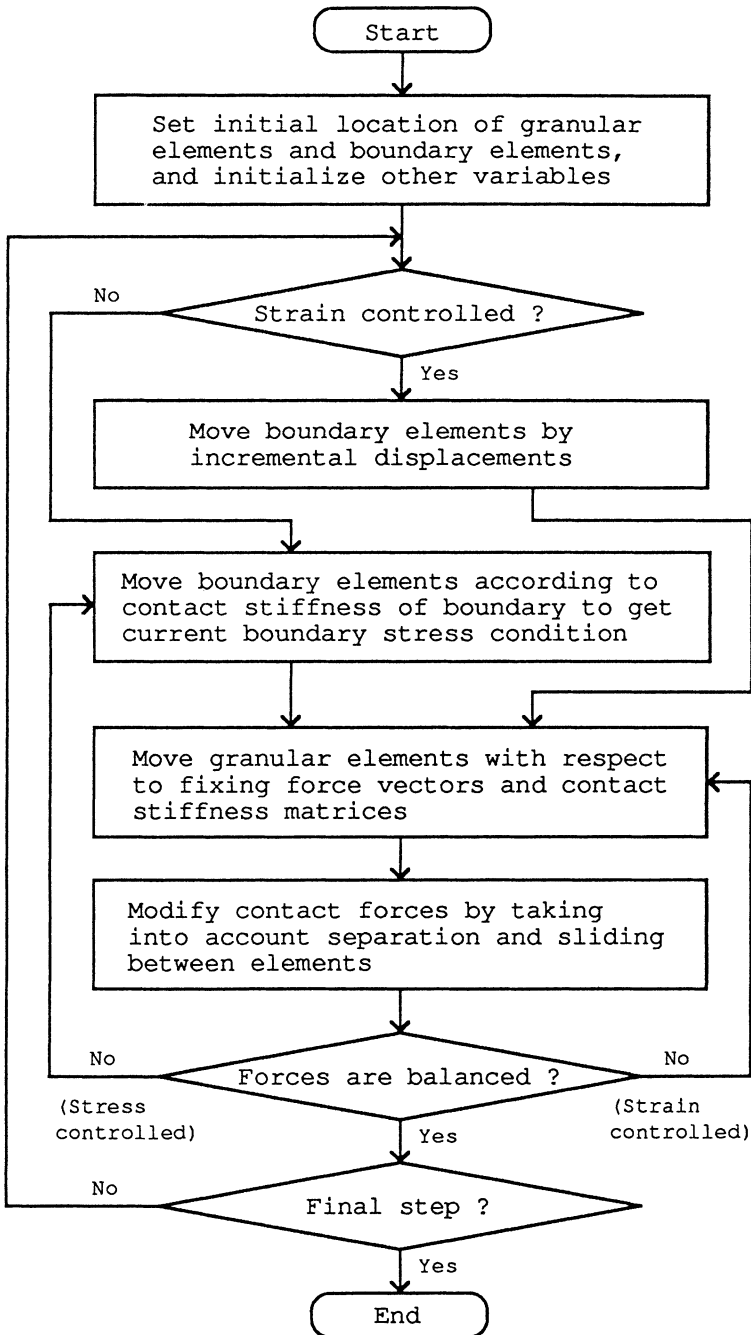 Start
Set initial location of granular
elements and boundary elements,
and initialize other variables
No
Strain controlled ?
Yes
Move boundary elements by
incremental displacements
Move boundary elements according to
contact stiffness of boundary to get
current boundary stress condition
Move granular elements with respect
to fixing force vectors and contact
stiffness matrices
Modify contact forces by taking
into account separation and sliding
between elements
No
Forces are balanced ?
No
(Stress
controlled)
(Strain
controlled)
Yes
No
Final step ?
Yes
End